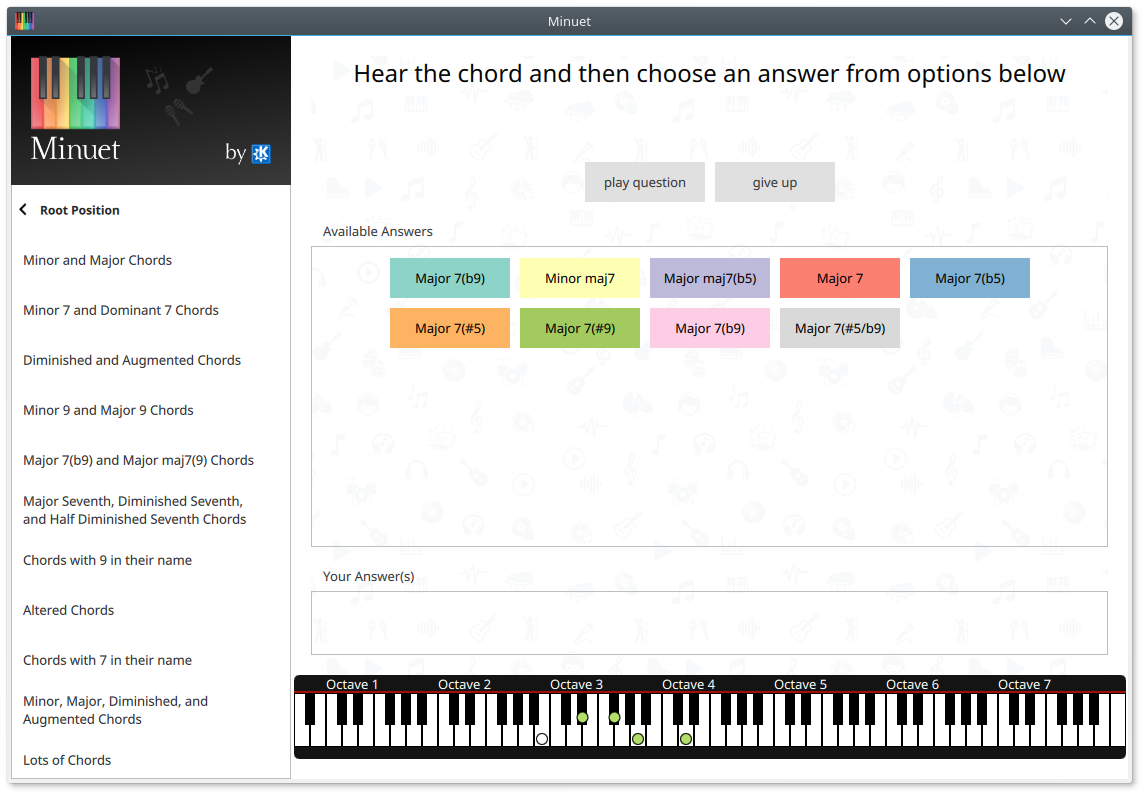 Minuet
Minuet
by K
Root Position
Minor and Major Chords
Minor 7 and Dominant 7 Chords
Diminished and Augmented Chords
Minor 9 and Major 9 Chords
Major 7(b9) and Major maj7(9) Chords
Major Seventh, Diminished Seventh,
and Half Diminished Seventh Chords
Chords with 9 in their name
Altered Chords
Chords with 7 in their name
Minor, Major, Diminished, and
Augmented Chords
Lots of Chords
Hear the chord and then choose an answer from options below
play question give up
Available Answers
Major 7(b9) Minor maj7 Major maj7(b5) Major 7 Major 7(b5)
Major 7(#5) Major 7(#9) Major 7(b9) Major 7(#5/b9)
Your Answer(s)
Octave 1 Octave 2 Octave 3 Octave 4 Octave 5 Octave 6 Octave 7